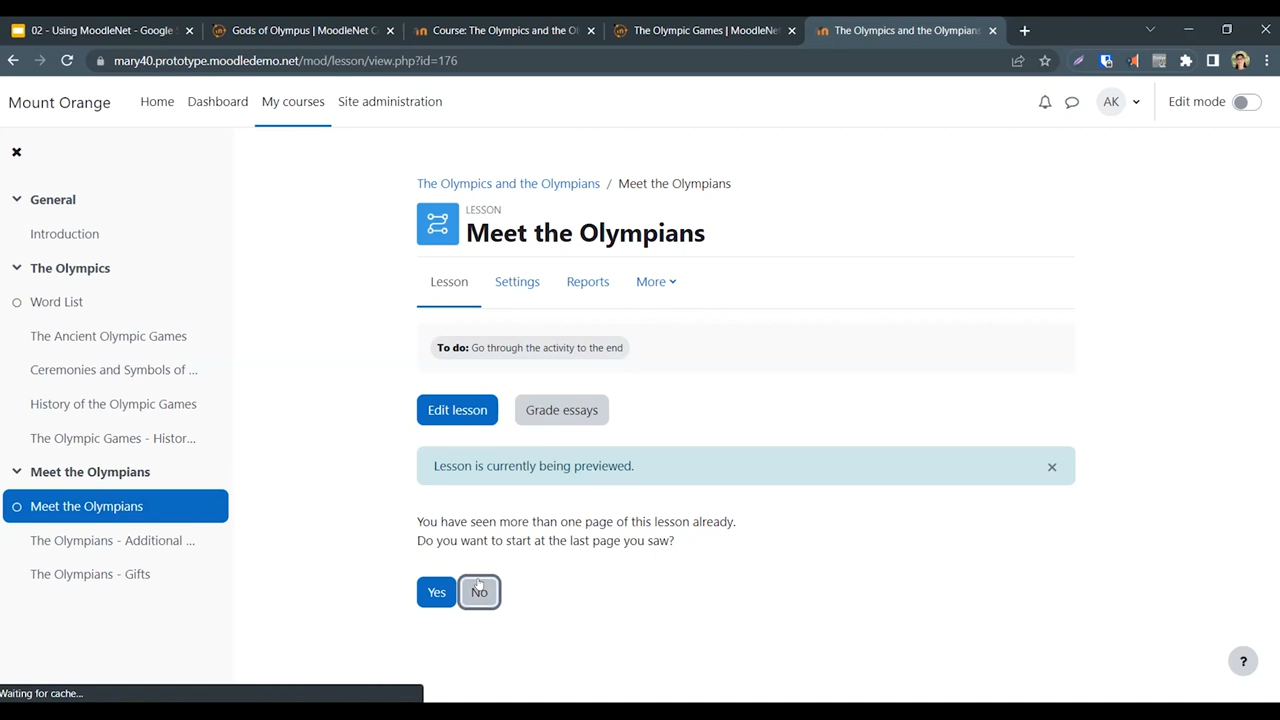 02 - Using MoodleNet - Google
Gods of Olympus | MoodleNet C
Course: The Olympics and the Ol
The Olympic Games | MoodleNet
The Olympics and the Olympians
mary40.prototype.moodledemo.net/mod/lesson/view.php?id=176
Mount Orange
Home
Dashboard
My courses
Site administration
AK
Edit mode
General
Introduction
The Olympics
Word List
The Ancient Olympic Games
Ceremonies and Symbols of ...
History of the Olympic Games
The Olympic Games - Histor...
Meet the Olympians
Meet the Olympians
The Olympians - Additional ...
The Olympians - Gifts
The Olympics and the Olympians / Meet the Olympians
LESSON
Meet the Olympians
Lesson
Settings
Reports
More
To do: Go through the activity to the end
Edit lesson
Grade essays
Lesson is currently being previewed.
You have seen more than one page of this lesson already.
Do you want to start at the last page you saw?
Yes
No
?
Waiting for cache...